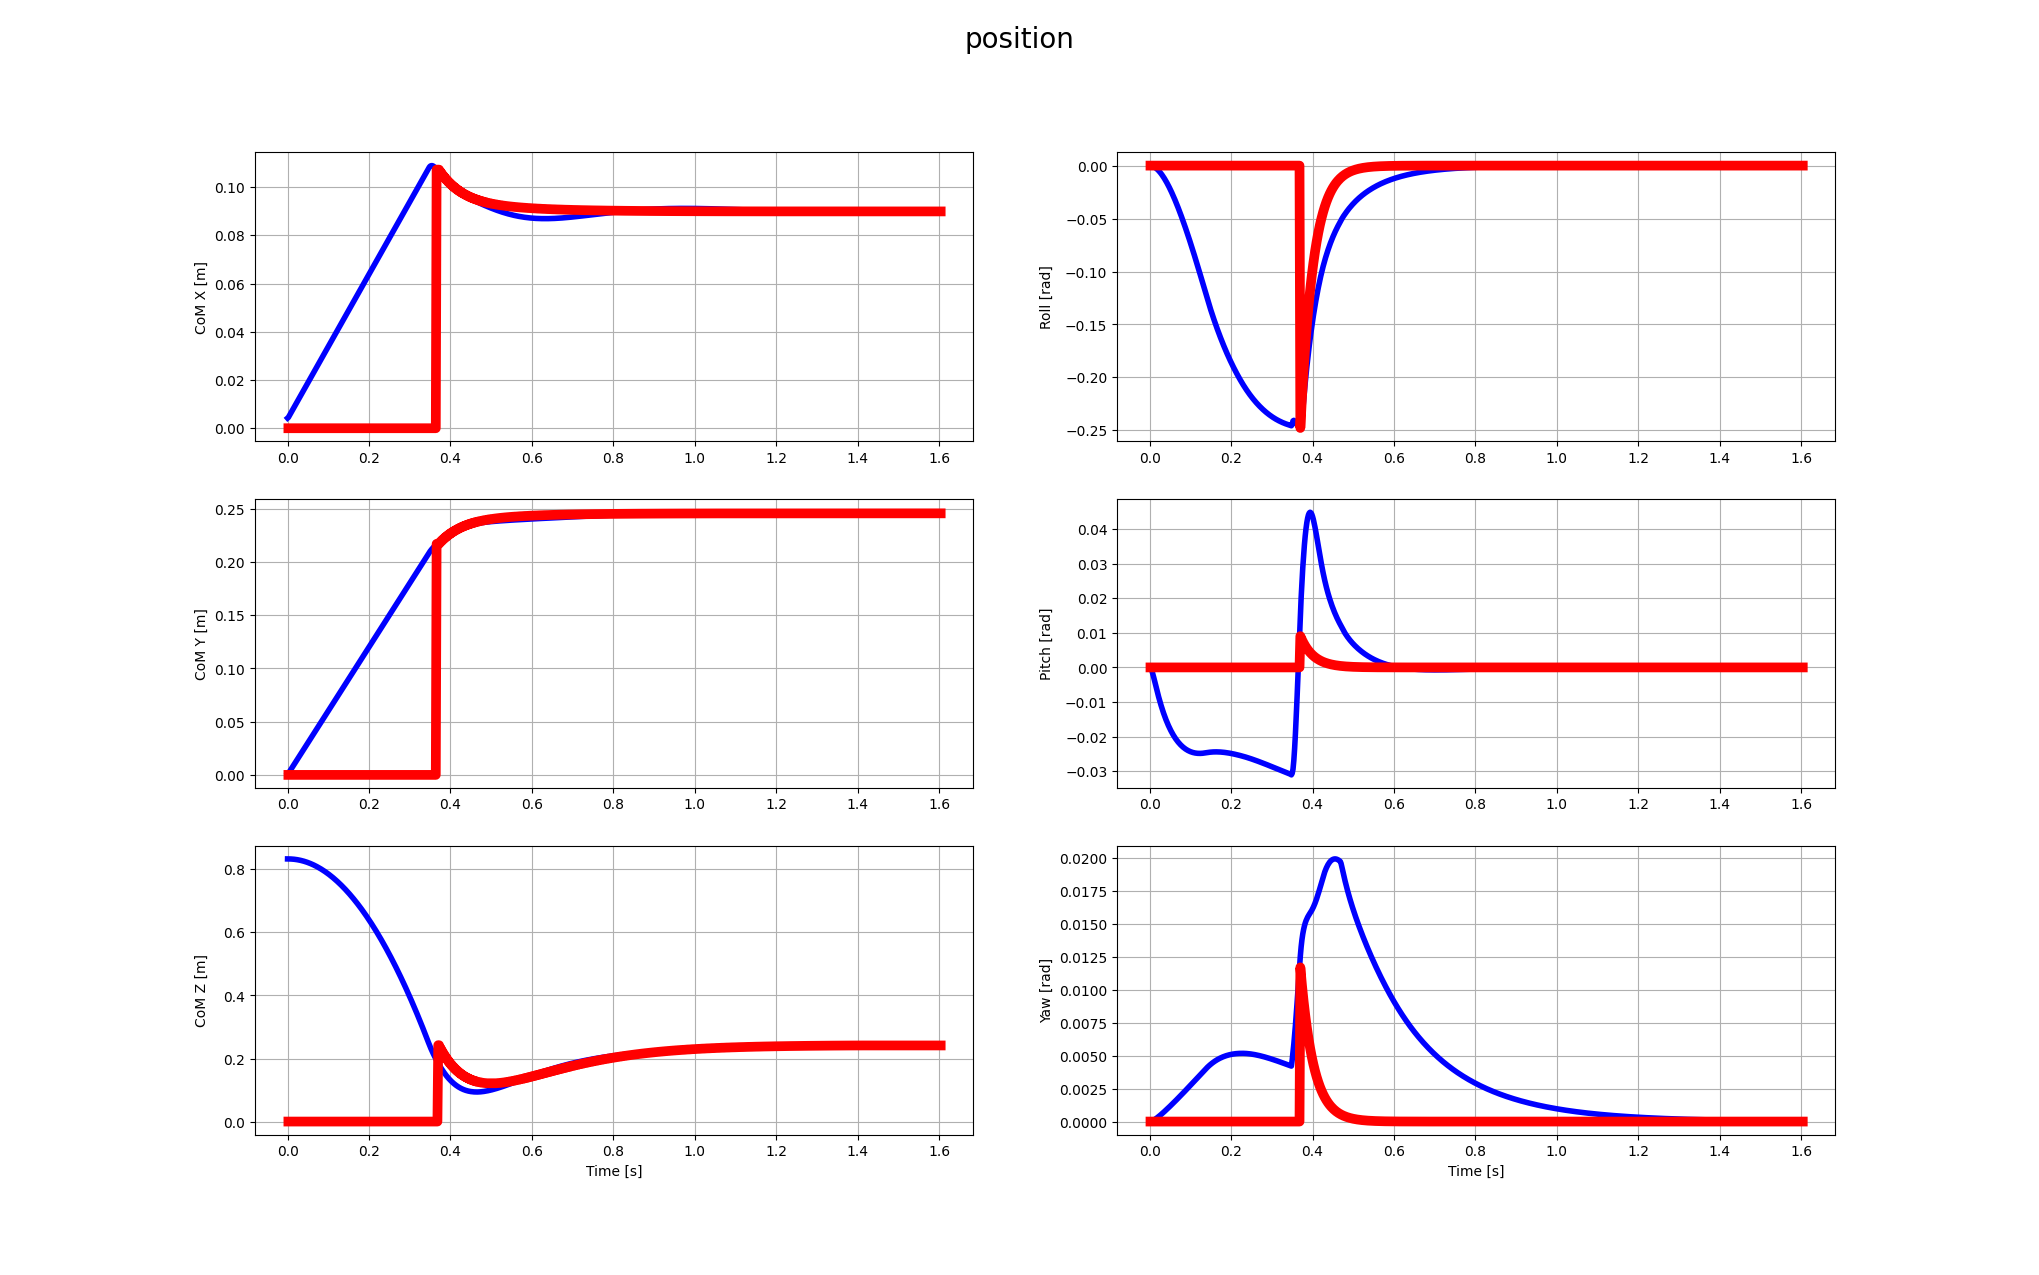 position
CoM X [m]
0.10
0.08
0.06
0.04
0.02
0.00
0.0 0.2 0.4 0.6 0.8 1.0 1.2 1.4 1.6
Roll [rad]
0.00
−0.05
−0.10
−0.15
−0.20
−0.25
0.0 0.2 0.4 0.6 0.8 1.0 1.2 1.4 1.6
CoM Y [m]
0.25
0.20
0.15
0.10
0.05
0.00
0.0 0.2 0.4 0.6 0.8 1.0 1.2 1.4 1.6
Pitch [rad]
0.04
0.03
0.02
0.01
0.00
−0.01
−0.02
−0.03
0.0 0.2 0.4 0.6 0.8 1.0 1.2 1.4 1.6
CoM Z [m]
0.8
0.6
0.4
0.2
0.0
0.0 0.2 0.4 0.6 0.8 1.0 1.2 1.4 1.6
Time [s]
Yaw [rad]
0.0200
0.0175
0.0150
0.0125
0.0100
0.0075
0.0050
0.0025
0.0000
0.0 0.2 0.4 0.6 0.8 1.0 1.2 1.4 1.6
Time [s]